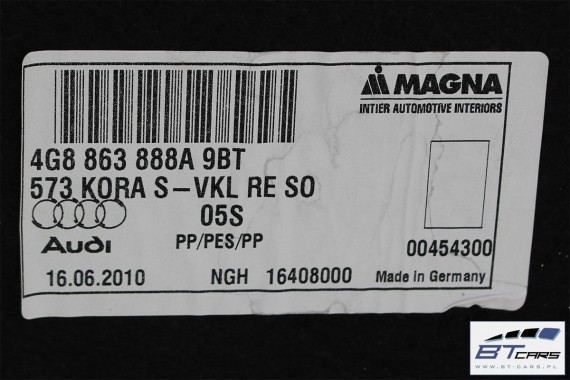 MAGNA
INTIER AUTOMOTIVE INTERIORS
4G8 863 888A 9BT
573 KORA S-VKL RE SO
05S
Audi
PP/PES/PP
00454300
16.06.2010 NGH 16408000 Made in Germany
BT CARS
WWW.BT-CARS.PL